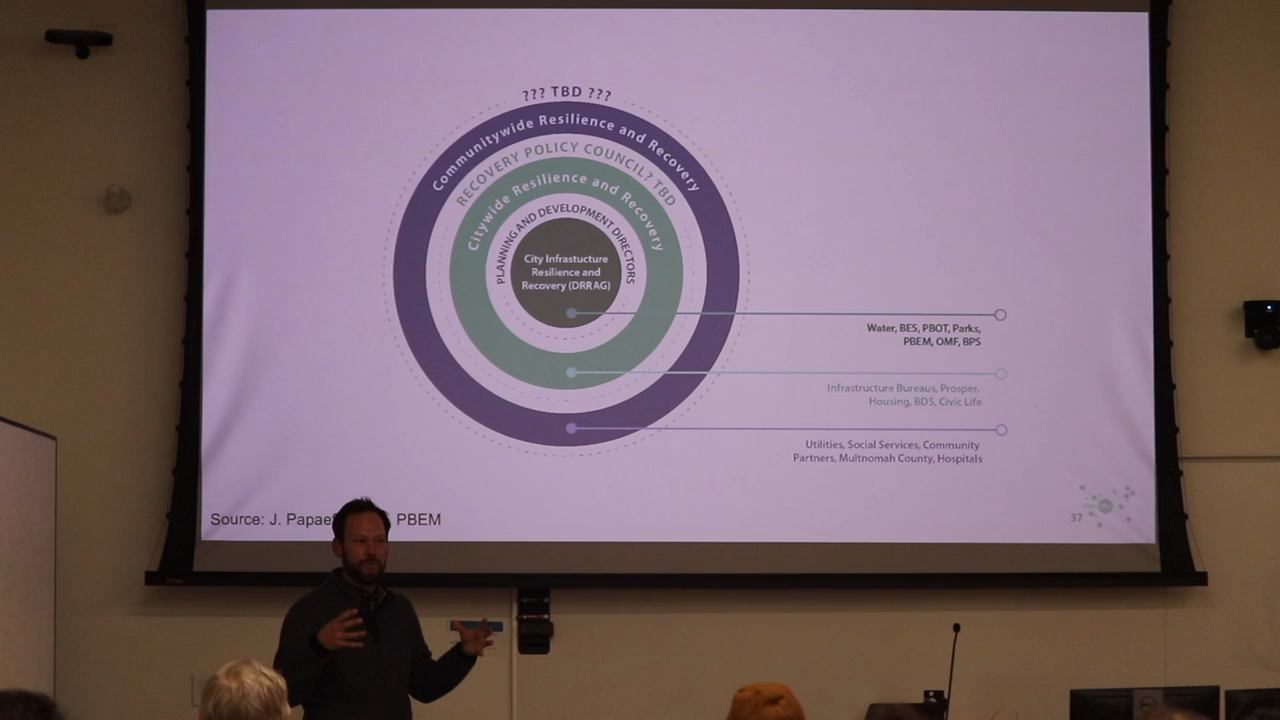 ??? TBD ???
Communitywide Resilience and Recovery
RECOVERY POLICY COUNCIL? TBD
Citywide Resilience and Recovery
PLANNING AND DEVELOPMENT DIRECTORS
City Infrastucture
Resilience and
Recovery (DRRAG)
Water, BES, PBOT, Parks,
PBEM, OMF, BPS
Infrastructure Bureaus, Prosper,
Housing, BDS, Civic Life
Utilities, Social Services, Community
Partners, Multnomah County, Hospitals
Source: J. PBEM
37